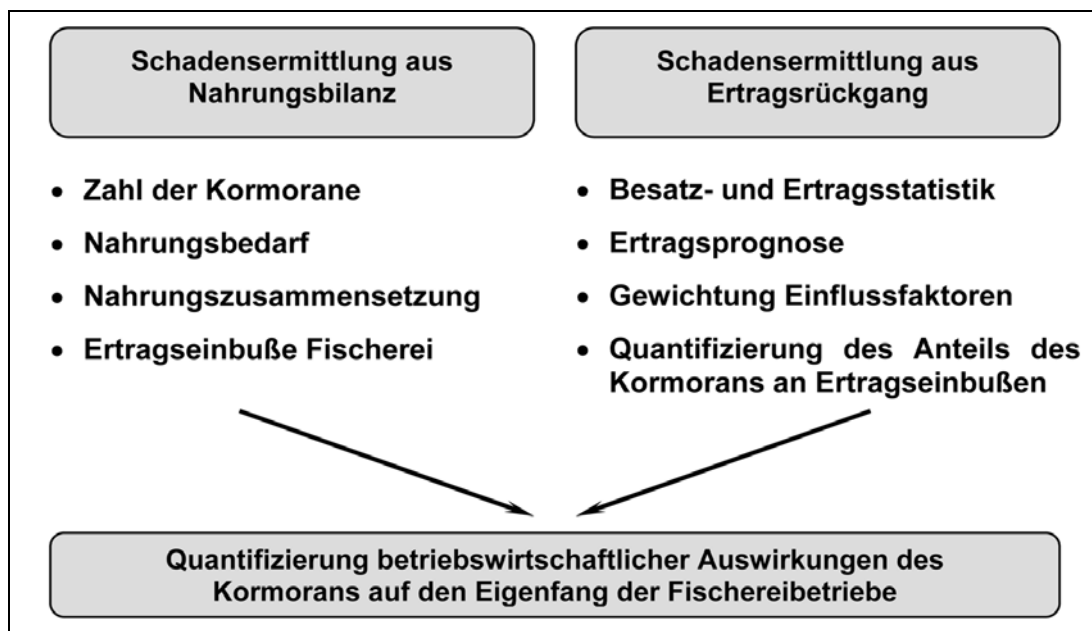 Schadensermittlung aus
Nahrungsbilanz
• Zahl der Kormorane
• Nahrungsbedarf
• Nahrungszusammensetzung
• Ertragseinbuße Fischerei
Schadensermittlung aus
Ertragsrückgang
• Besatz- und Ertragsstatistik
• Ertragsprognose
• Gewichtung Einflussfaktoren
• Quantifizierung des Anteils des
Kormorans an Ertragseinbußen
Quantifizierung betriebswirtschaftlicher Auswirkungen des
Kormorans auf den Eigenfang der Fischereibetriebe